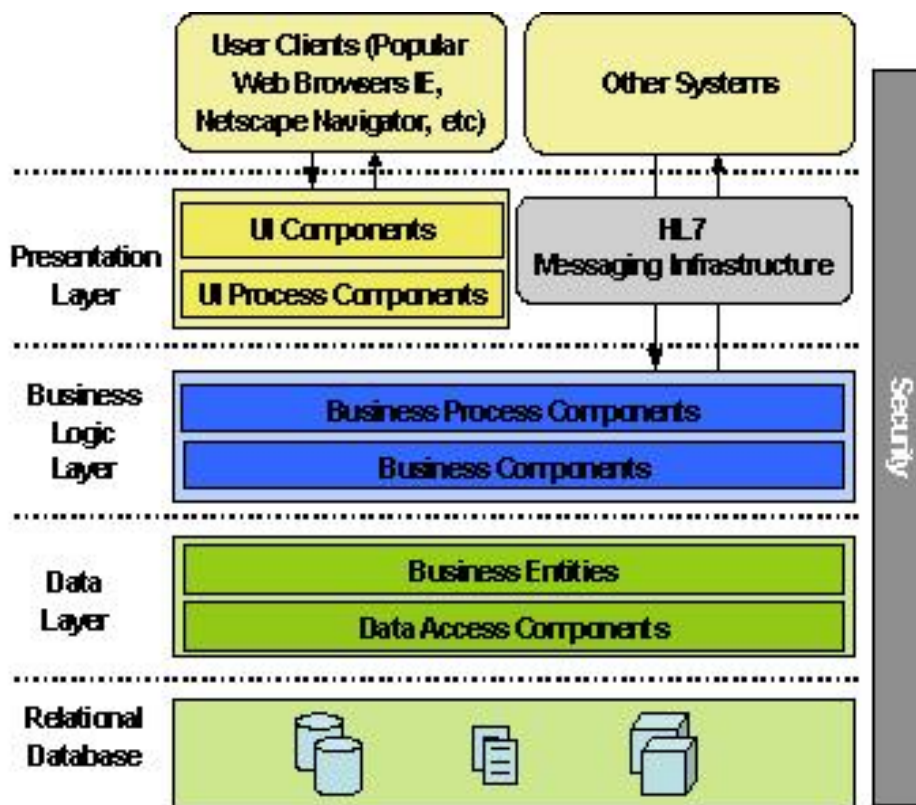 User Clients (Popular
Web Browsers IE,
Netscape Navigator, etc)
Other Systems
Presentation
Layer
UI Components
UI Process Components
HL7
Messaging Infrastructure
Business
Logic
Layer
Business Process Components
Business Components
Data
Layer
Business Entities
Data Access Components
Relational
Database
Security